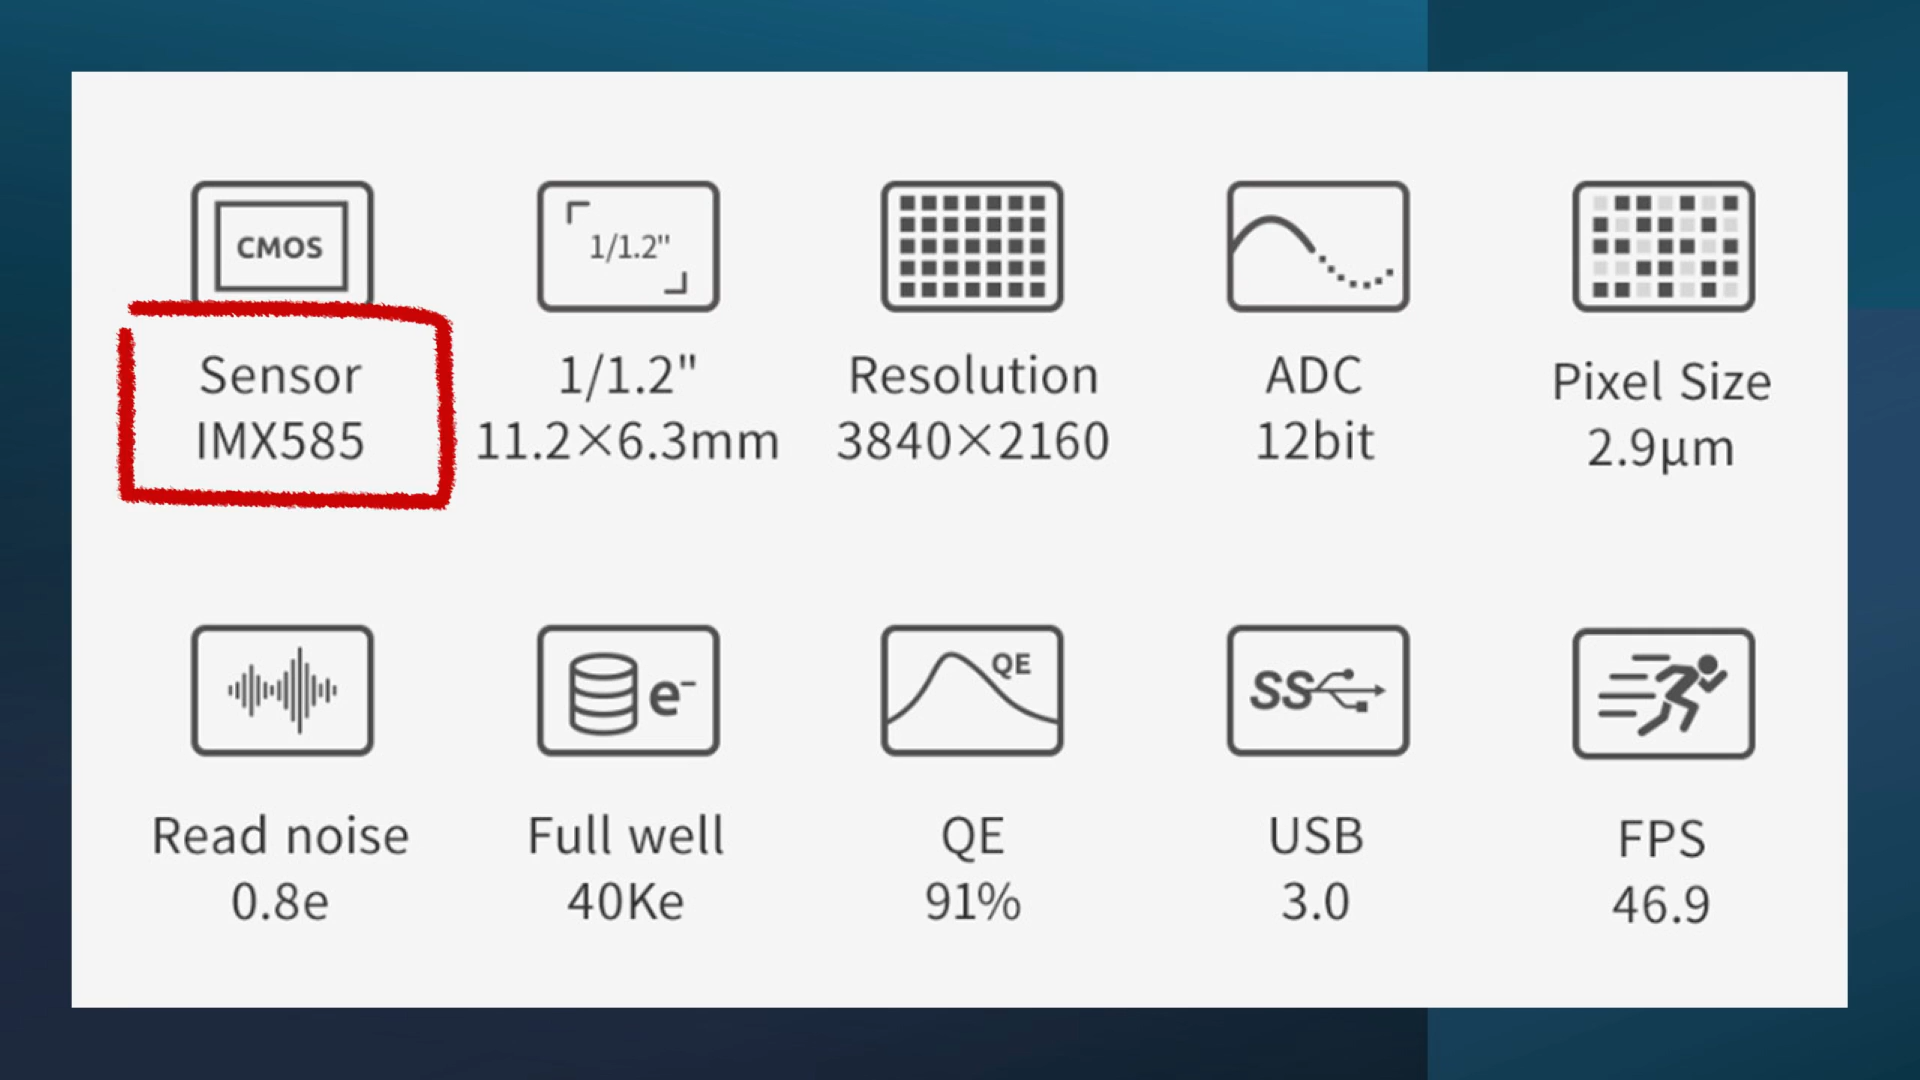 CMOS
1/1.2"
Sensor
IMX585
1/1.2"
11.2×6.3mm
Resolution
3840×2160
ADC
12bit
Pixel Size
2.9μm
e⁻
QE
SS
Read noise
0.8e
Full well
40Ke
QE
91%
USB
3.0
FPS
46.9